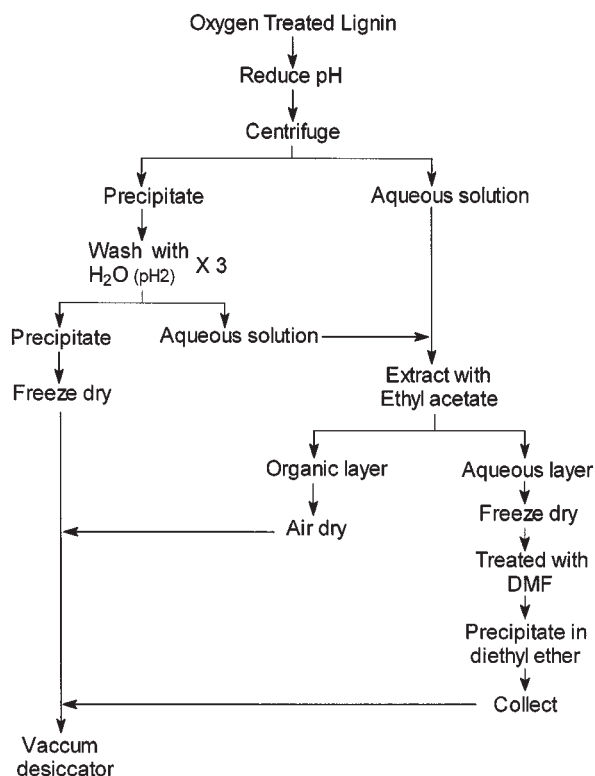 Oxygen Treated Lignin
Reduce pH
Centrifuge
Precipitate
Aqueous solution
Wash with
H₂O (pH2)
X 3
Precipitate
Aqueous solution
Freeze dry
Extract with
Ethyl acetate
Organic layer
Aqueous layer
Air dry
Freeze dry
Treated with
DMF
Precipitate in
diethyl ether
Collect
Vaccum
desiccator